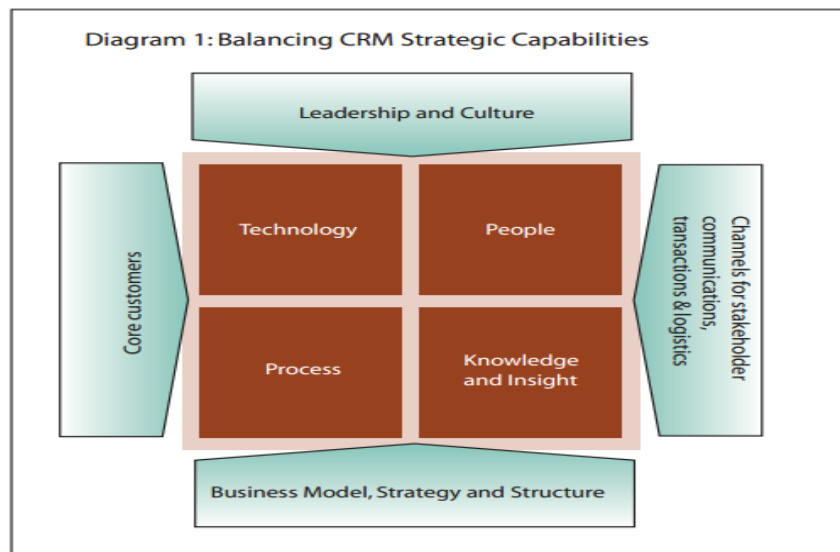 Diagram 1: Balancing CRM Strategic Capabilities
Leadership and Culture
Core customers
Technology
People
Process
Knowledge
and Insight
Channels for stakeholder
communications,
transactions & logistics
Business Model, Strategy and Structure